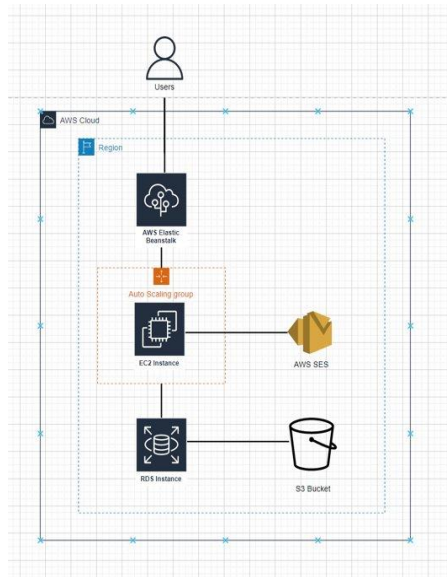 Users
AWS Cloud
Region
AWS Elastic
Beanstalk
Auto Scaling group
EC2 Instance
AWS SES
RDS Instance
S3 Bucket